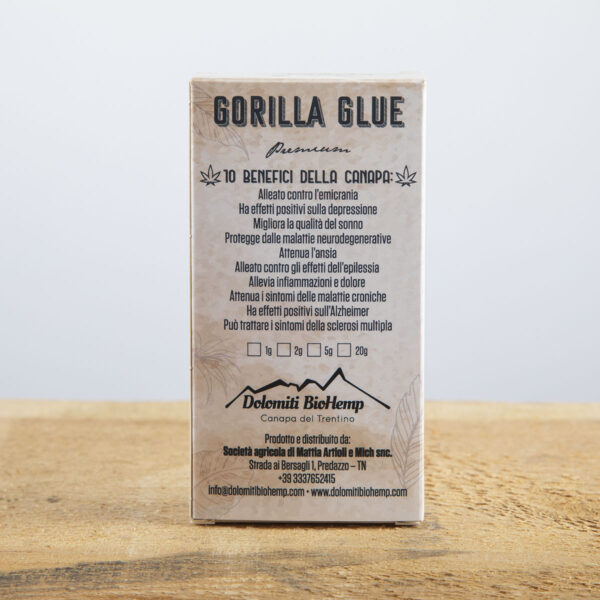 GORILLA GLUE
Premium
10 BENEFICI DELLA CANAPA:
Alleato contro l'emicrania
Ha effetti positivi sulla depressione
Migliora la qualità del sonno
Protegge dalle malattie neurodegenerative
Attenua l'ansia
Alleato contro gli effetti dell'epilessia
Allevia infiammazioni e dolore
Attenua i sintomi delle malattie croniche
Ha effetti positivi sull'Alzheimer
Può trattare i sintomi della sclerosi multipla
1g 2g 5g 20g
Dolomiti BioHemp
Canapa del Trentino
Prodotto e distribuito da:
Società agricola di Mattia Artioli e Mich snc.
Strada ai Bersagli 1, Predazzo – TN
+39 3337652415
info@dolomitibiohemp.com • www.dolomitibiohemp.com